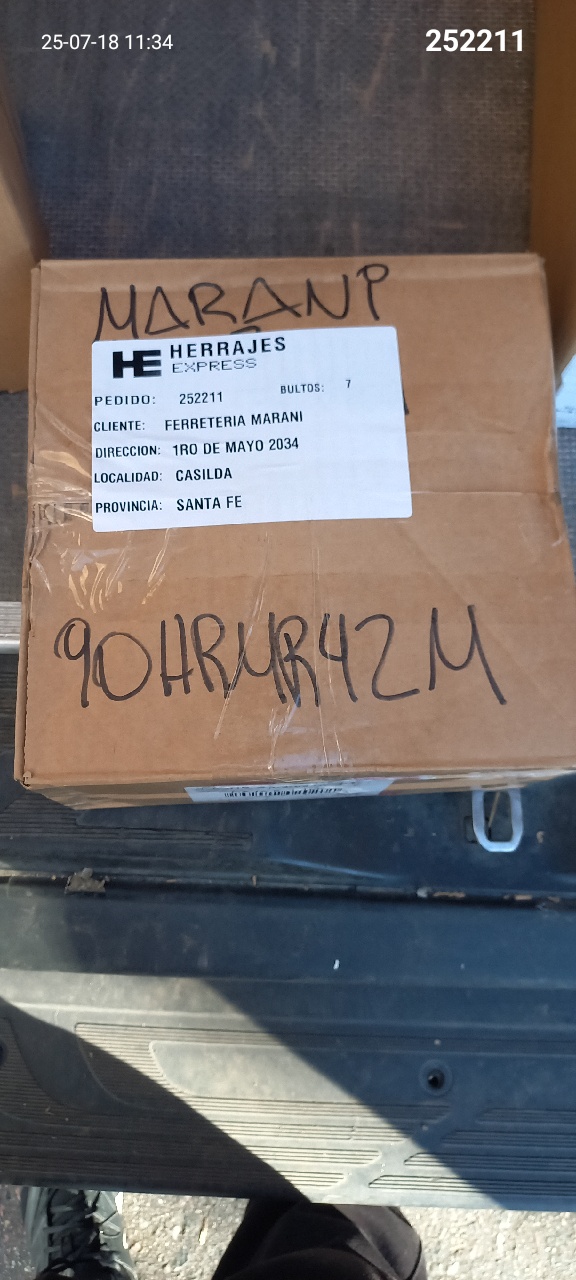 25-07-18 11:34
252211
MARANI
HE HERRAJES
EXPRESS
PEDIDO: 252211 BULTOS: 7
CLIENTE: FERRETERIA MARANI
DIRECCION: 1RO DE MAYO 2034
LOCALIDAD: CASILDA
PROVINCIA: SANTA FE
90HRMR42M